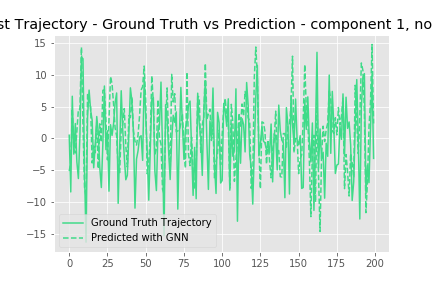 st Trajectory - Ground Truth vs Prediction - component 1, no
15
10
5
0
−5
−10
−15
Ground Truth Trajectory
Predicted with GNN
0 25 50 75 100 125 150 175 200